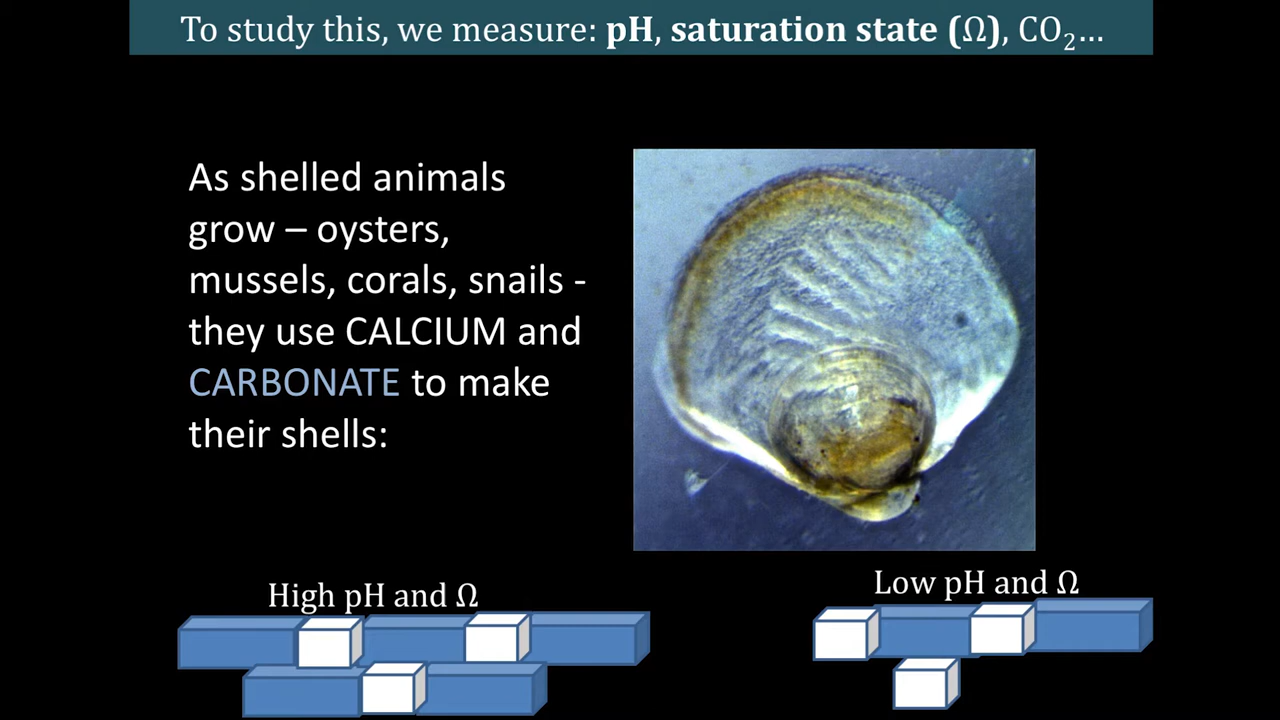 To study this, we measure: pH, saturation state (Ω), CO₂...
As shelled animals
grow – oysters,
mussels, corals, snails -
they use CALCIUM and
CARBONATE to make
their shells:
High pH and Ω
Low pH and Ω